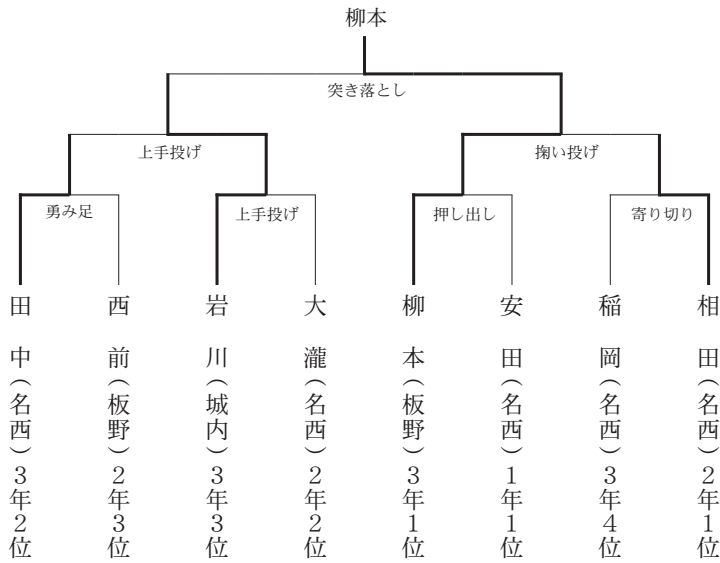 柳本
突き落とし
上手投げ
掬い投げ
勇み足
上手投げ
押し出し
寄り切り
田中（名西）３年２位
西前（板野）２年３位
岩川（城内）３年３位
大瀧（名西）２年２位
柳本（板野）３年１位
安田（名西）１年１位
稲岡（名西）３年４位
相田（名西）２年１位